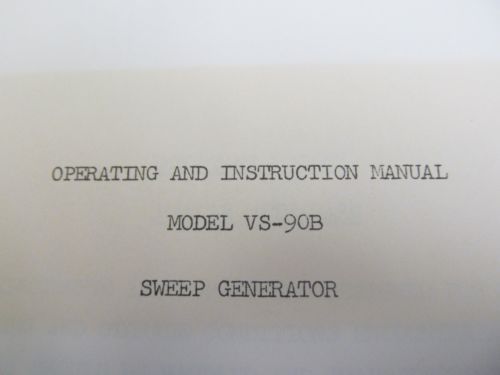 OPERATING AND INSTRUCTION MANUAL
MODEL VS-90B
SWEEP GENERATOR